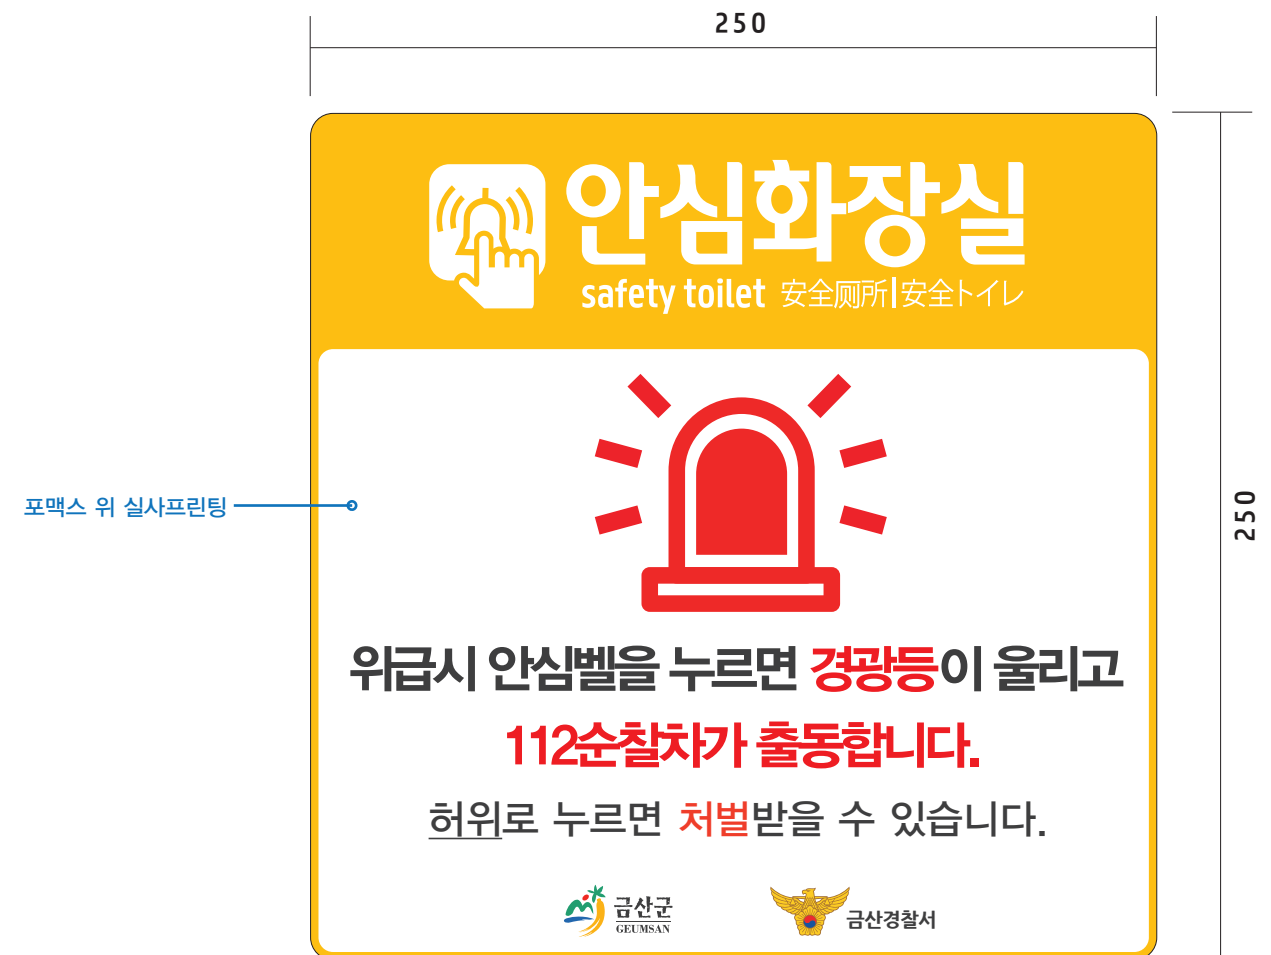 250
안심화장실
safety toilet 安全厕所|安全トイレ
포맥스 위 실사프린팅
250
위급시 안심벨을 누르면 경광등이 울리고
112순찰차가 출동합니다.
허위로 누르면 처벌받을 수 있습니다.
금산군
GEUMSAN
금산경찰서